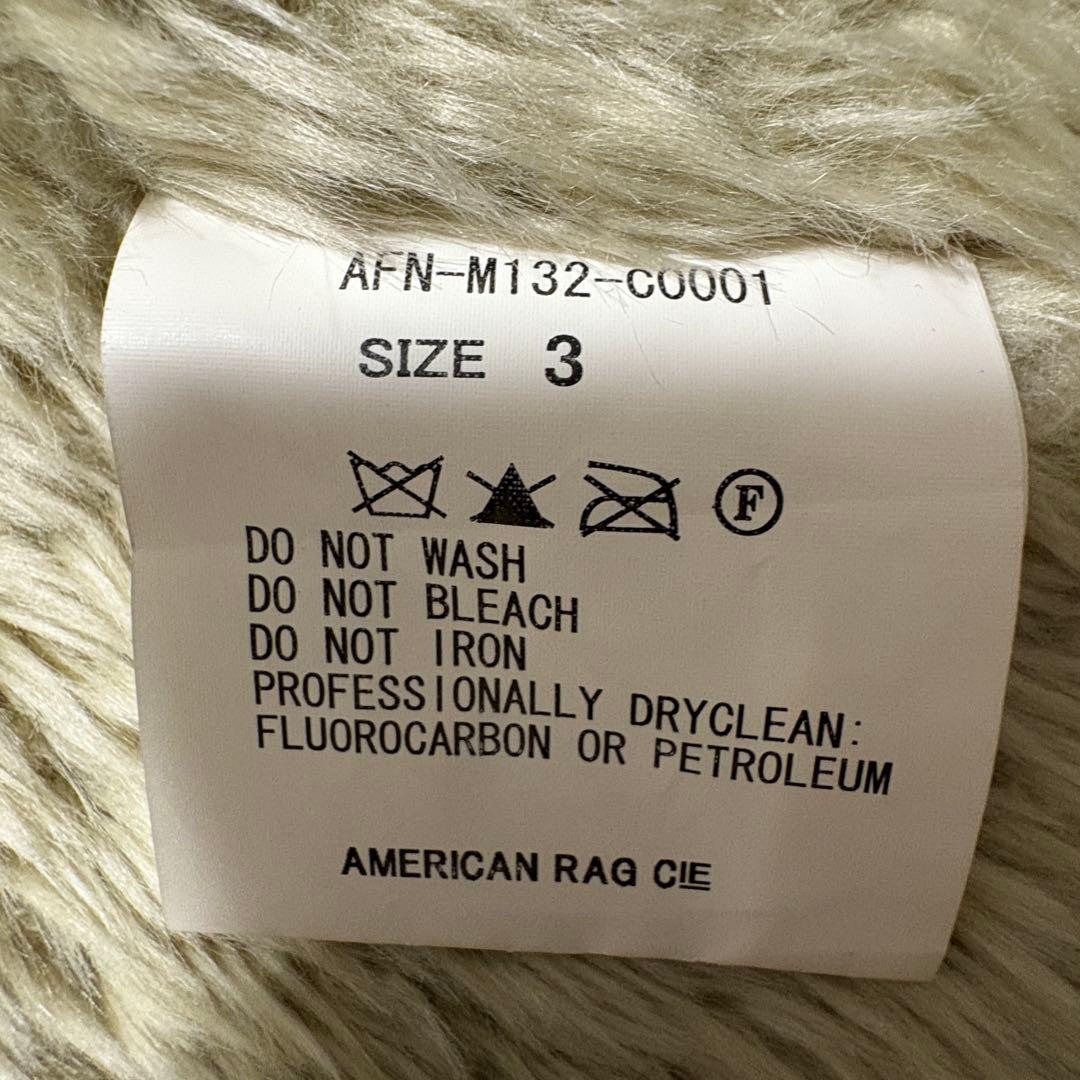 AFN-M132-C0001
SIZE 3
F
DO NOT WASH
DO NOT BLEACH
DO NOT IRON
PROFESSIONALLY DRYCLEAN:
FLUOROCARBON OR PETROLEUM
AMERICAN RAG CIE